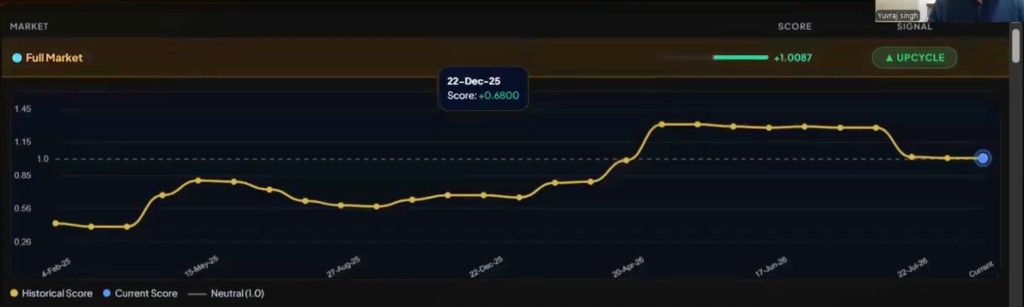 Yuvraj singh
MARKET SCORE SIGNAL
Full Market +1.0087 ▲ UPCYCLE
22-Dec-25
Score: +0.6800
1.45
1.15
1.0
0.85
0.56
0.26
4-Feb-25 15-May-25 27-Aug-25 22-Dec-25 20-Apr-26 17-Jun-26 22-Jul-26 Current
Historical Score Current Score Neutral (1.0)